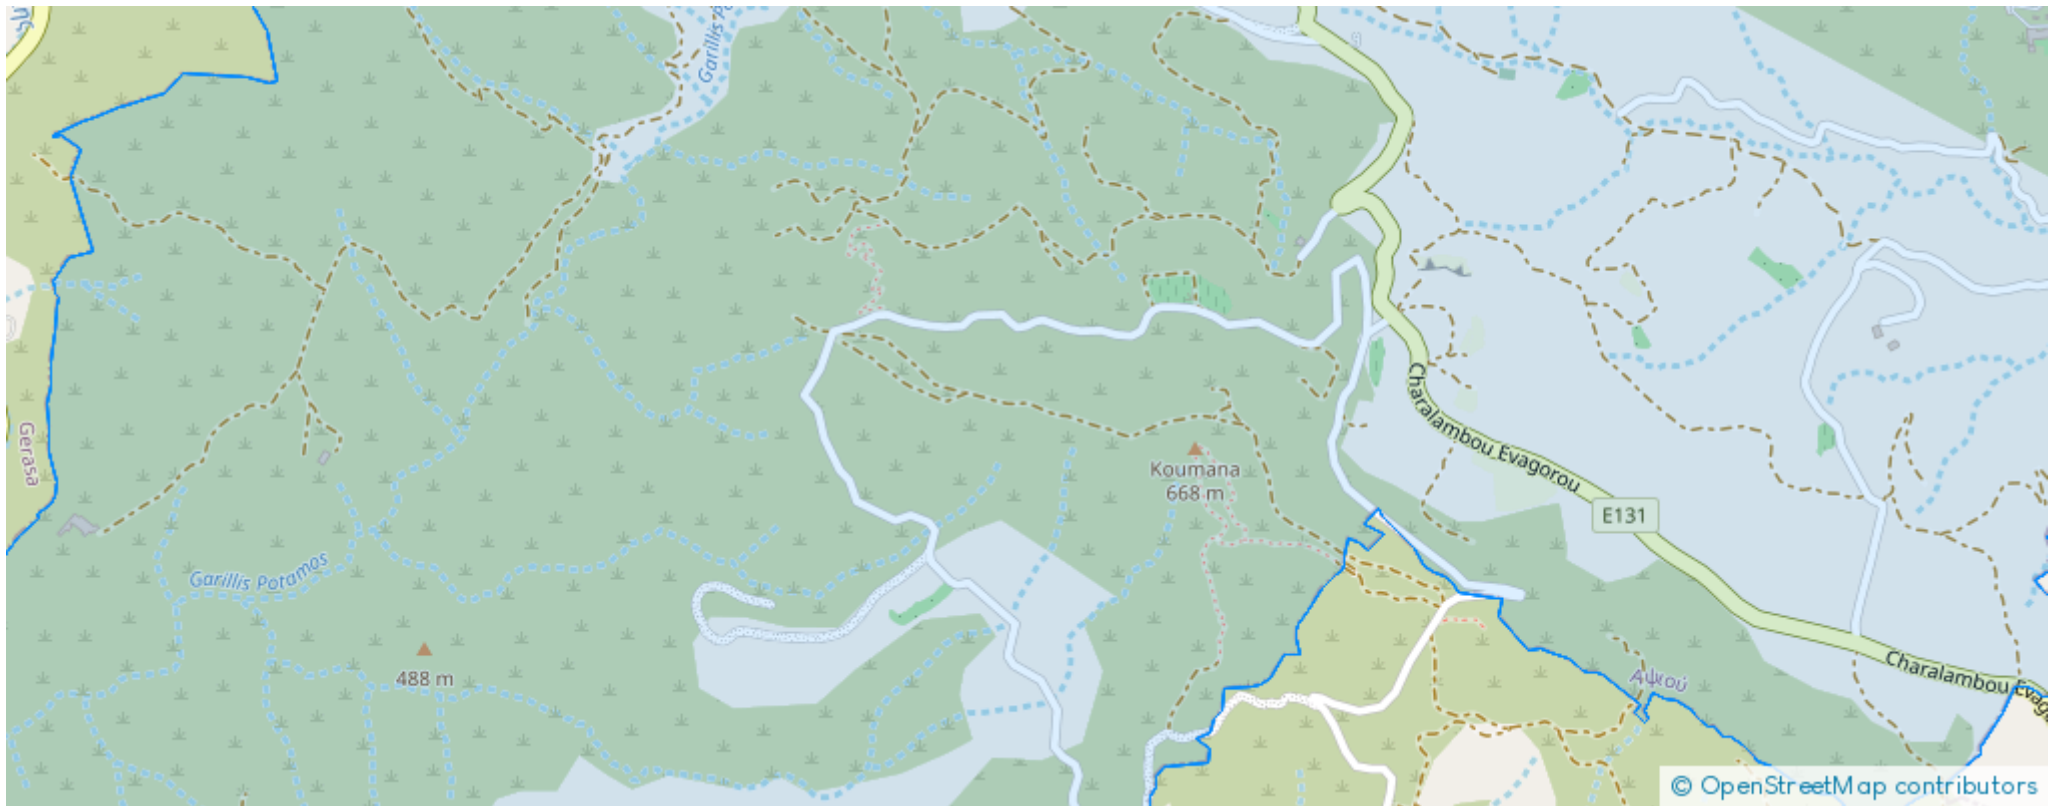 Garillis Po
Gerasa
Charalambou Evagorou
Koumana
668 m
E131
Garillis Potamos
488 m
Αψιού
Charalambou Evag
© OpenStreetMap contributors